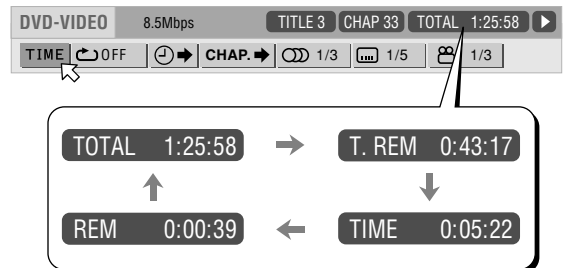 DVD-VIDEO 8.5Mbps TITLE 3 CHAP 33 TOTAL 1:25:58
TIME OFF CHAP. 1/3 1/5 1/3
TOTAL 1:25:58 T. REM 0:43:17
REM 0:00:39 TIME 0:05:22